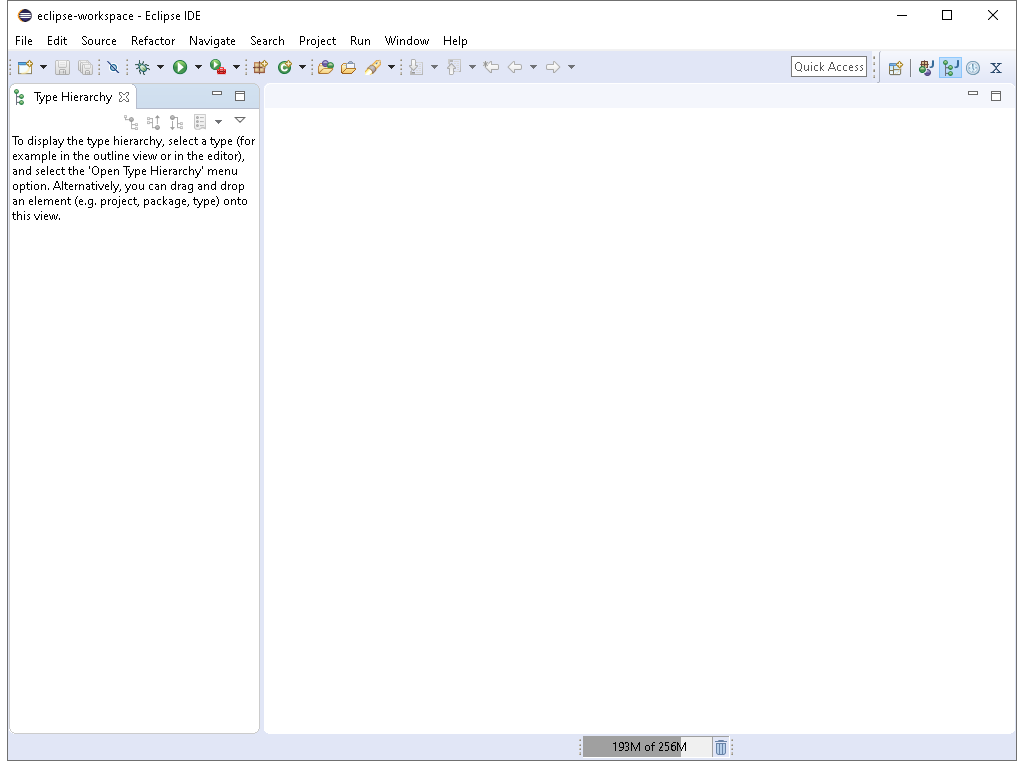 eclipse-workspace - Eclipse IDE
File Edit Source Refactor Navigate Search Project Run Window Help
Quick Access
Type Hierarchy
To display the type hierarchy, select a type (for
example in the outline view or in the editor),
and select the 'Open Type Hierarchy' menu
option. Alternatively, you can drag and drop
an element (e.g. project, package, type) onto
this view.
193M of 256M